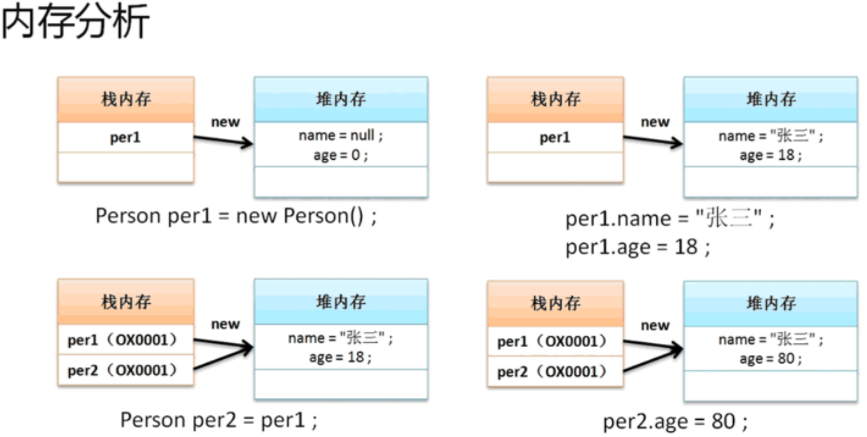 内存分析
栈内存
per1
new
堆内存
name = null ;
age = 0 ;
Person per1 = new Person() ;
栈内存
per1
new
堆内存
name = "张三" ;
age = 18 ;
per1.name = "张三" ;
per1.age = 18 ;
栈内存
per1（OX0001）
per2（OX0001）
new
堆内存
name = "张三" ;
age = 18 ;
Person per2 = per1 ;
栈内存
per1（OX0001）
per2（OX0001）
new
堆内存
name = "张三" ;
age = 80 ;
per2.age = 80 ;